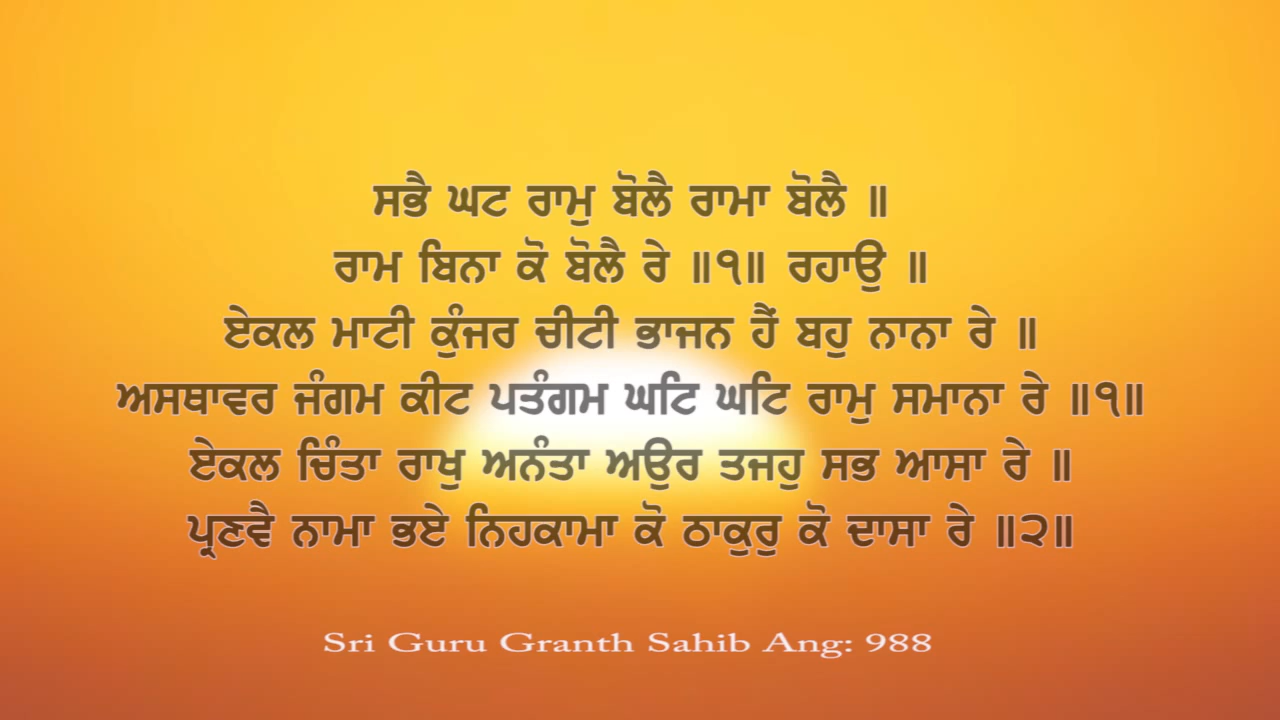 ਸਭੈ ਘਟ ਰਾਮੁ ਬੋਲੈ ਰਾਮਾ ਬੋਲੈ ॥
ਰਾਮ ਬਿਨਾ ਕੋ ਬੋਲੈ ਰੇ ॥੧॥ ਰਹਾਉ ॥
ਏਕਲ ਮਾਟੀ ਕੁੰਜਰ ਚੀਟੀ ਭਾਜਨ ਹੈਂ ਬਹੁ ਨਾਨਾ ਰੇ ॥
ਅਸਥਾਵਰ ਜੰਗਮ ਕੀਟ ਪਤੰਗਮ ਘਟਿ ਘਟਿ ਰਾਮੁ ਸਮਾਨਾ ਰੇ ॥੧॥
ਏਕਲ ਚਿੰਤਾ ਰਾਖੁ ਅਨੰਤਾ ਅਉਰ ਤਜਹੁ ਸਭ ਆਸਾ ਰੇ ॥
ਪ੍ਰਣਵੈ ਨਾਮਾ ਭਏ ਨਿਹਕਾਮਾ ਕੋ ਠਾਕੁਰੁ ਕੋ ਦਾਸਾ ਰੇ ॥੨॥
Sri Guru Granth Sahib Ang: 988